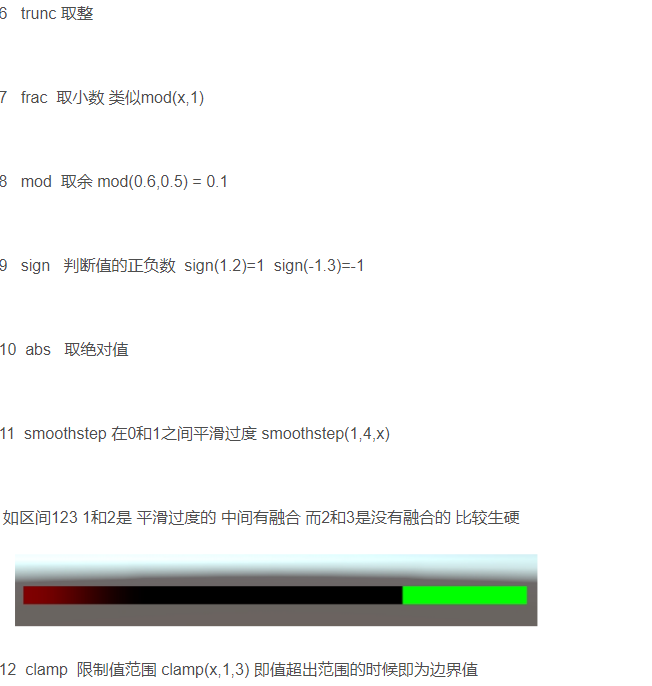 6 trunc 取整
7 frac 取小数 类似mod(x,1)
8 mod 取余 mod(0.6,0.5) = 0.1
9 sign 判断值的正负数 sign(1.2)=1 sign(-1.3)=-1
10 abs 取绝对值
11 smoothstep 在0和1之间平滑过度 smoothstep(1,4,x)
如区间123 1和2是 平滑过度的 中间有融合 而2和3是没有融合的 比较生硬
12 clamp 限制值范围 clamp(x,1,3) 即值超出范围的时候即为边界值